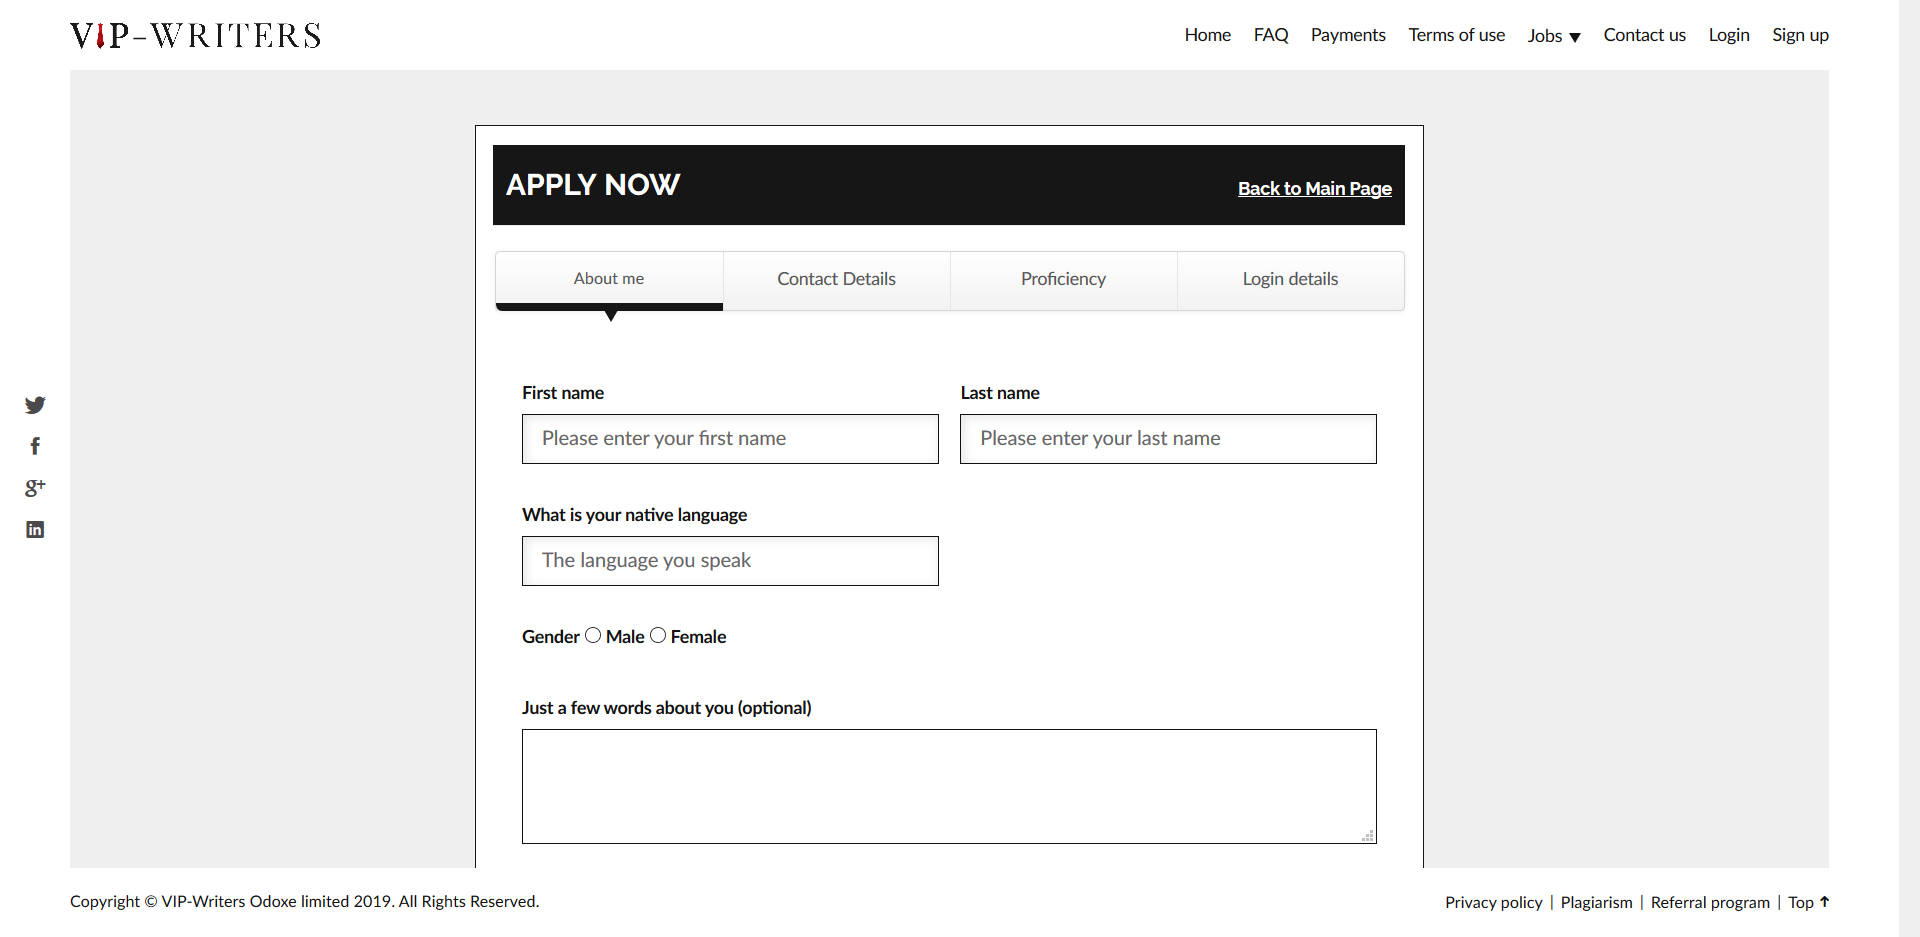 VIP-WRITERS
Home FAQ Payments Terms of use Jobs ▼ Contact us Login Sign up
APPLY NOW
Back to Main Page
About me Contact Details Proficiency Login details
First name Last name
Please enter your first name Please enter your last name
What is your native language
The language you speak
Gender Male Female
Just a few words about you (optional)
Copyright © VIP-Writers Odoxe limited 2019. All Rights Reserved.
Privacy policy | Plagiarism | Referral program | Top ↑